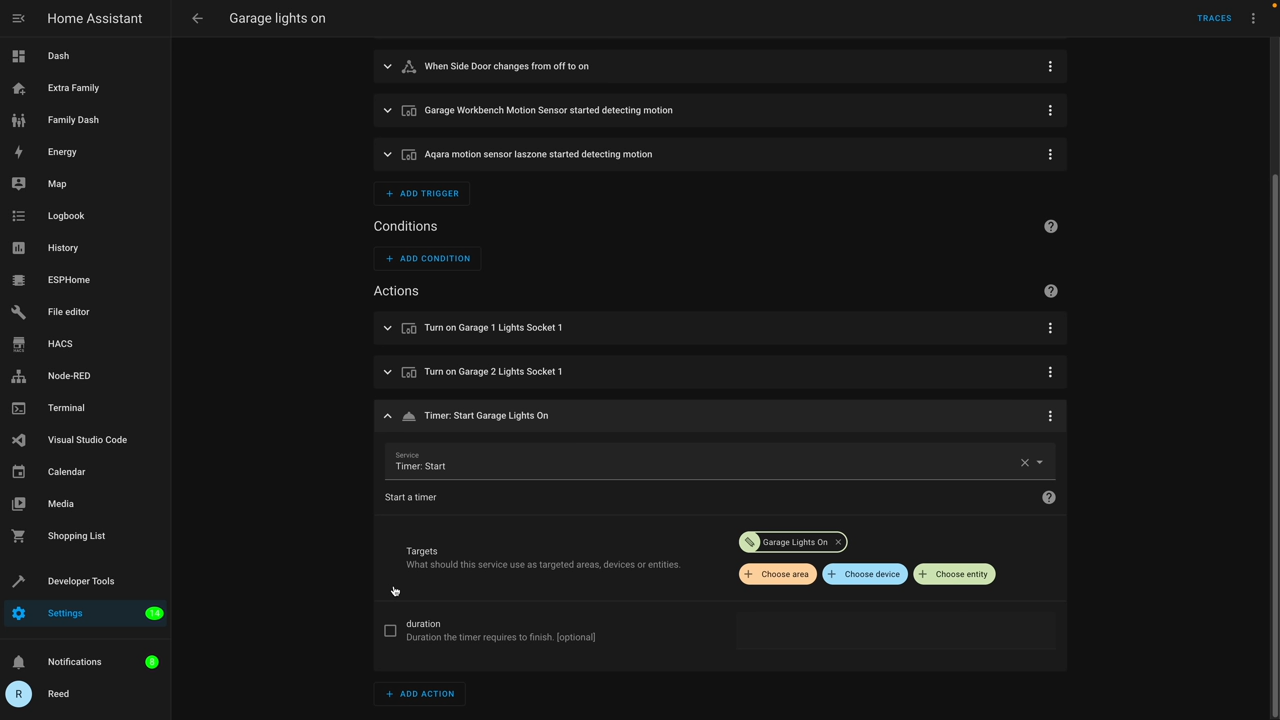 Home Assistant
Garage lights on
TRACES
Dash
Extra Family
Family Dash
Energy
Map
Logbook
History
ESPHome
File editor
HACS
HACS
Node-RED
Terminal
Visual Studio Code
Calendar
Media
Shopping List
Developer Tools
Settings
14
Notifications
8
R
Reed
When Side Door changes from off to on
Garage Workbench Motion Sensor started detecting motion
Aqara motion sensor Iaszone started detecting motion
+ ADD TRIGGER
Conditions
+ ADD CONDITION
Actions
Turn on Garage 1 Lights Socket 1
Turn on Garage 2 Lights Socket 1
Timer: Start Garage Lights On
Service
Timer: Start
Start a timer
Targets
What should this service use as targeted areas, devices or entities.
Garage Lights On
+ Choose area
+ Choose device
+ Choose entity
duration
Duration the timer requires to finish. [optional]
+ ADD ACTION